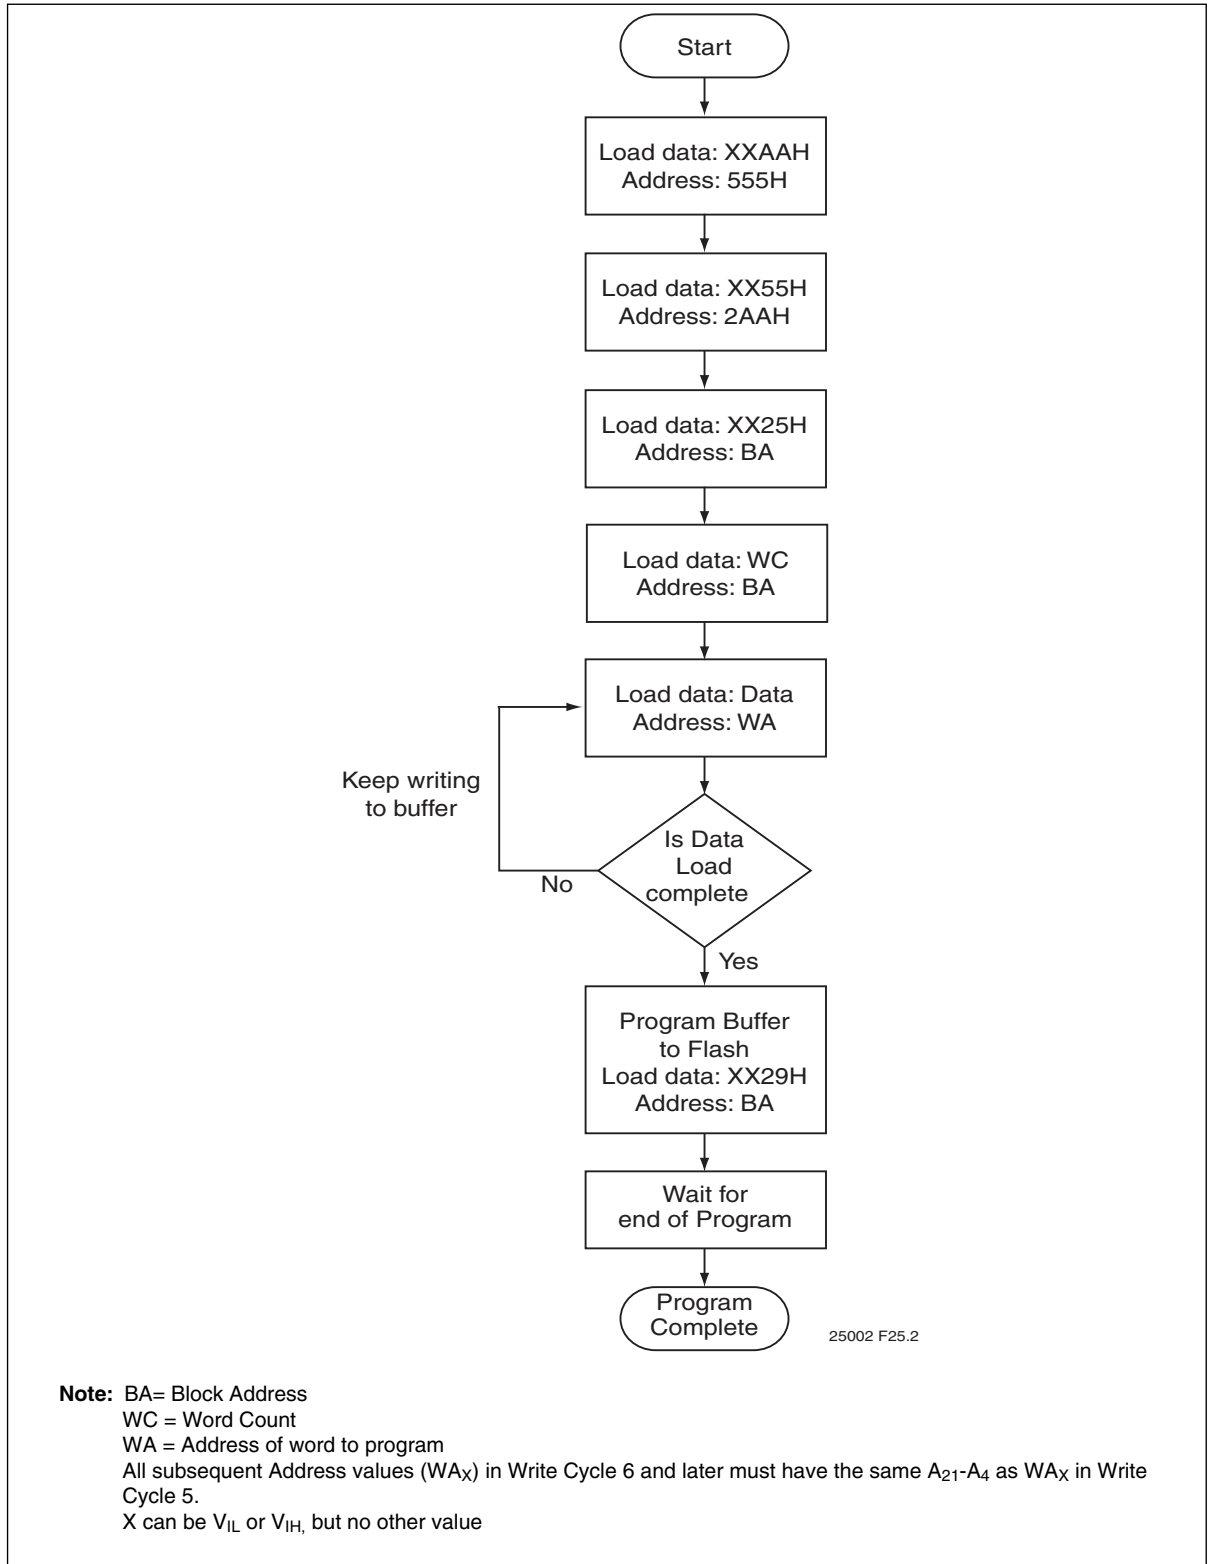 Start
Load data: XXAAH
Address: 555H
Load data: XX55H
Address: 2AAH
Load data: XX25H
Address: BA
Load data: WC
Address: BA
Load data: Data
Address: WA
Keep writing
to buffer
Is Data
Load
complete
No
Yes
Program Buffer
to Flash
Load data: XX29H
Address: BA
Wait for
end of Program
Program
Complete
25002 F25.2
Note: BA= Block Address
WC = Word Count
WA = Address of word to program
All subsequent Address values (WAX) in Write Cycle 6 and later must have the same A21-A4 as WAX in Write
Cycle 5.
X can be VIL or VIH, but no other value